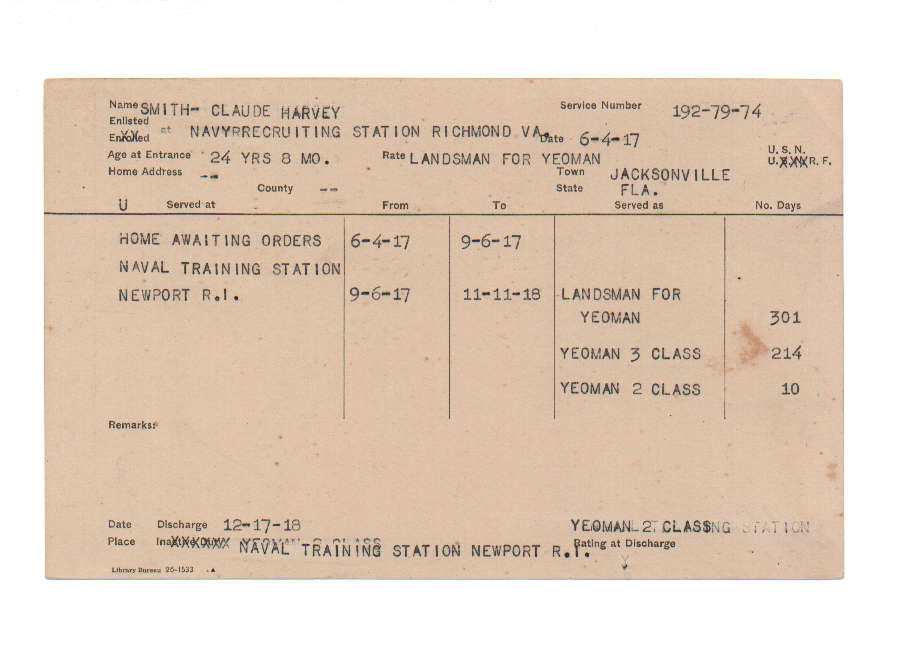 Name SMITH- CLAUDE HARVEY Service Number 192-79-74
Enlisted
Enrolled at NAVYRRECRUITING STATION RICHMOND VA. Date 6-4-17
Age at Entrance 24 YRS 8 MO. Rate LANDSMAN FOR YEOMAN U. S. N.
U. S. N. R. F.
Home Address -- Town JACKSONVILLE
County -- State FLA.
U Served at From To Served as No. Days
HOME AWAITING ORDERS 6-4-17 9-6-17
NAVAL TRAINING STATION
NEWPORT R.I. 9-6-17 11-11-18 LANDSMAN FOR
YEOMAN 301
YEOMAN 3 CLASS 214
YEOMAN 2 CLASS 10
Remarks:
Date Discharge 12-17-18 YEOMAN 2 CLASS
Place NAVAL TRAINING STATION NEWPORT R.I. Rating at Discharge
Library Bureau 26-1533